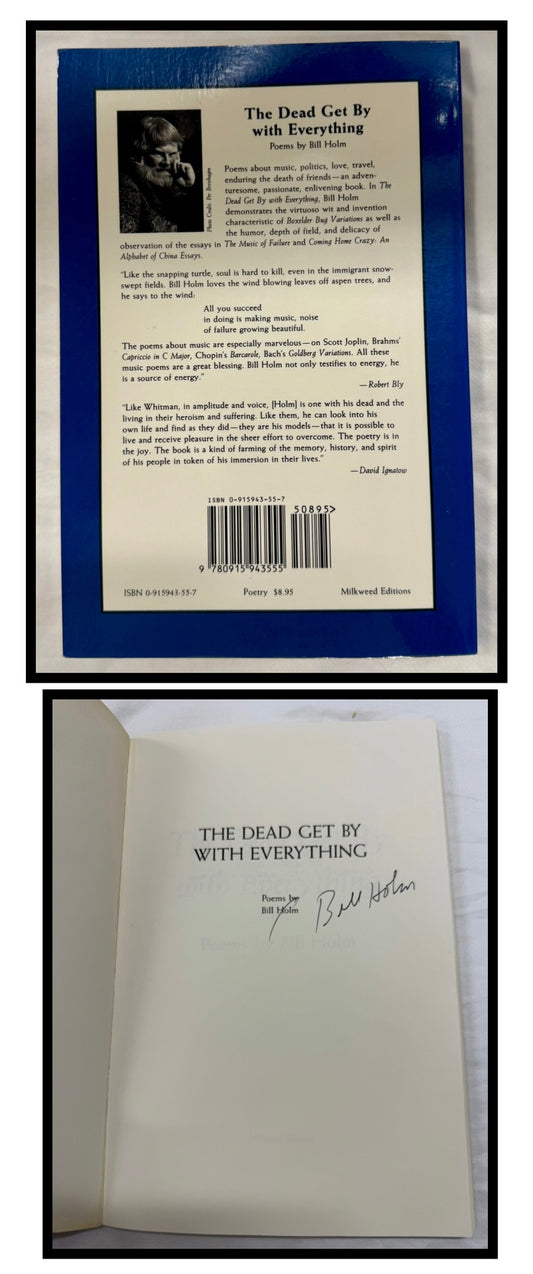 The Dead Get By
with Everything
Poems by Bill Holm
Photo Credit: Per Breiehagen
Poems about music, politics, love, travel,
enduring the death of friends—an adven-
turesome, passionate, enlivening book. In The
Dead Get By with Everything, Bill Holm
demonstrates the virtuoso wit and invention
characteristic of Boxelder Bug Variations as well as
the humor, depth of field, and delicacy of
observation of the essays in The Music of Failure and Coming Home Crazy: An
Alphabet of China Essays.
"Like the snapping turtle, soul is hard to kill, even in the immigrant snow-
swept fields. Bill Holm loves the wind blowing leaves off aspen trees, and
he says to the wind:
All you succeed
in doing is making music, noise
of failure growing beautiful.
The poems about music are especially marvelous—on Scott Joplin, Brahms'
Capriccio in C Major, Chopin's Barcarole, Bach's Goldberg Variations. All these
music poems are a great blessing. Bill Holm not only testifies to energy, he
is a source of energy."
—Robert Bly
"Like Whitman, in amplitude and voice, [Holm] is one with his dead and the
living in their heroism and suffering. Like them, he can look into his
own life and find as they did—they are his models—that it is possible to
live and receive pleasure in the sheer effort to overcome. The poetry is in
the joy. The book is a kind of farming of the memory, history, and spirit
of his people in token of his immersion in their lives."
—David Ignatow
ISBN 0-915943-55-7
50895>
9 780915 943555
ISBN 0-915943-55-7 Poetry $8.95 Milkweed Editions
THE DEAD GET BY
WITH EVERYTHING
Poems by
Bill Holm
Bill Holm